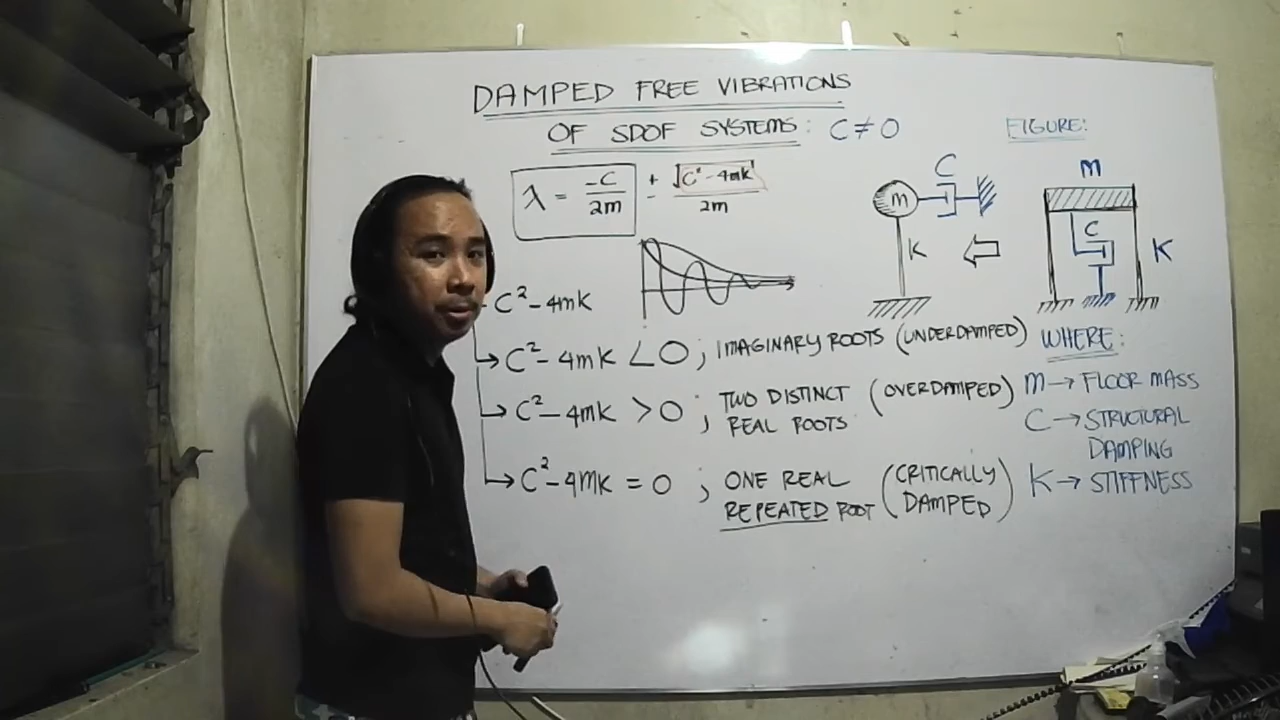 DAMPED FREE VIBRATIONS
OF SDOF SYSTEMS: C ≠ 0
λ = -C/2m ± √(C² - 4mk)/2m
C² - 4mK
C² - 4mK < 0 ; IMAGINARY ROOTS (UNDERDAMPED)
C² - 4mK > 0 ; TWO DISTINCT REAL ROOTS (OVERDAMPED)
C² - 4mK = 0 ; ONE REAL REPEATED ROOT (CRITICALLY DAMPED)
FIGURE:
C
m
K
m
C
K
WHERE:
m → FLOOR MASS
C → STRUCTURAL
DAMPING
K → STIFFNESS